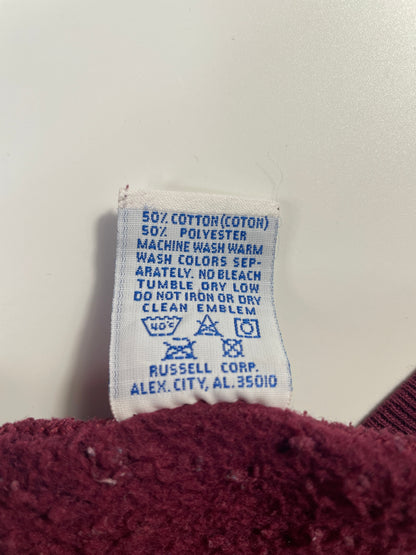 50% COTTON (COTON)
50% POLYESTER
MACHINE WASH WARM
WASH COLORS SEP-
ARATELY. NO BLEACH
TUMBLE DRY LOW
DO NOT IRON OR DRY
CLEAN EMBLEM
40°C
RUSSELL CORP.
ALEX. CITY, AL. 35010